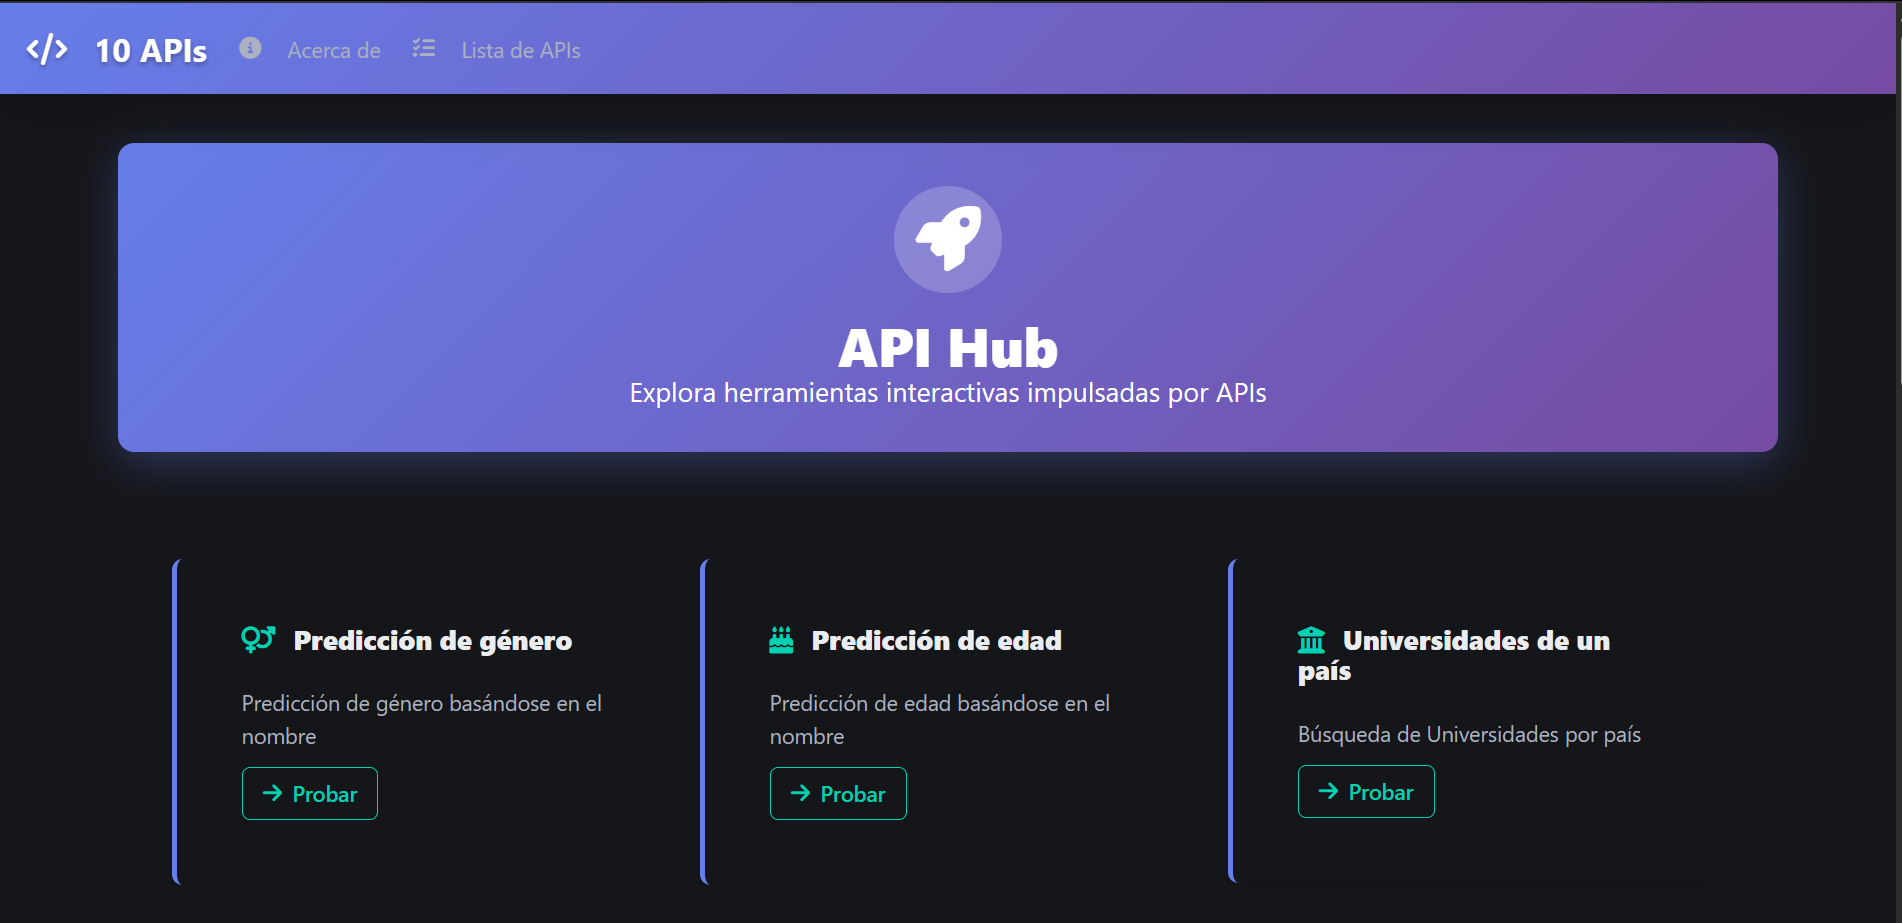 10 APIs Acerca de Lista de APIs
API Hub
Explora herramientas interactivas impulsadas por APIs
Predicción de género
Predicción de género basándose en el
nombre
Probar
Predicción de edad
Predicción de edad basándose en el
nombre
Probar
Universidades de un
país
Búsqueda de Universidades por país
Probar